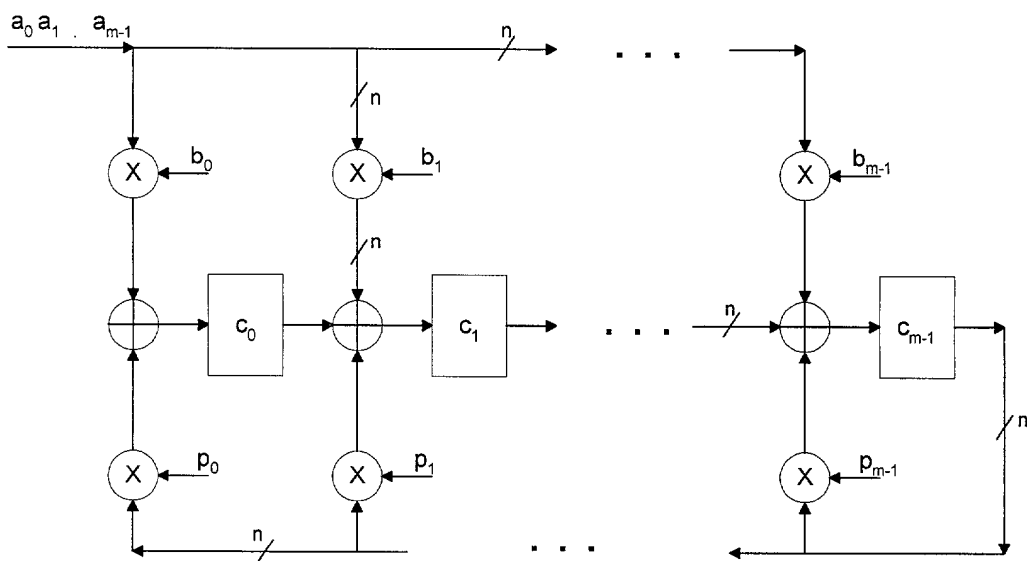 a₀ a₁ . aₘ₋₁
n
. . .
n
X b₀
X b₁
X bₘ₋₁
n
c₀
c₁
. . .
n
cₘ₋₁
n
X p₀
X p₁
X pₘ₋₁
n
. . .